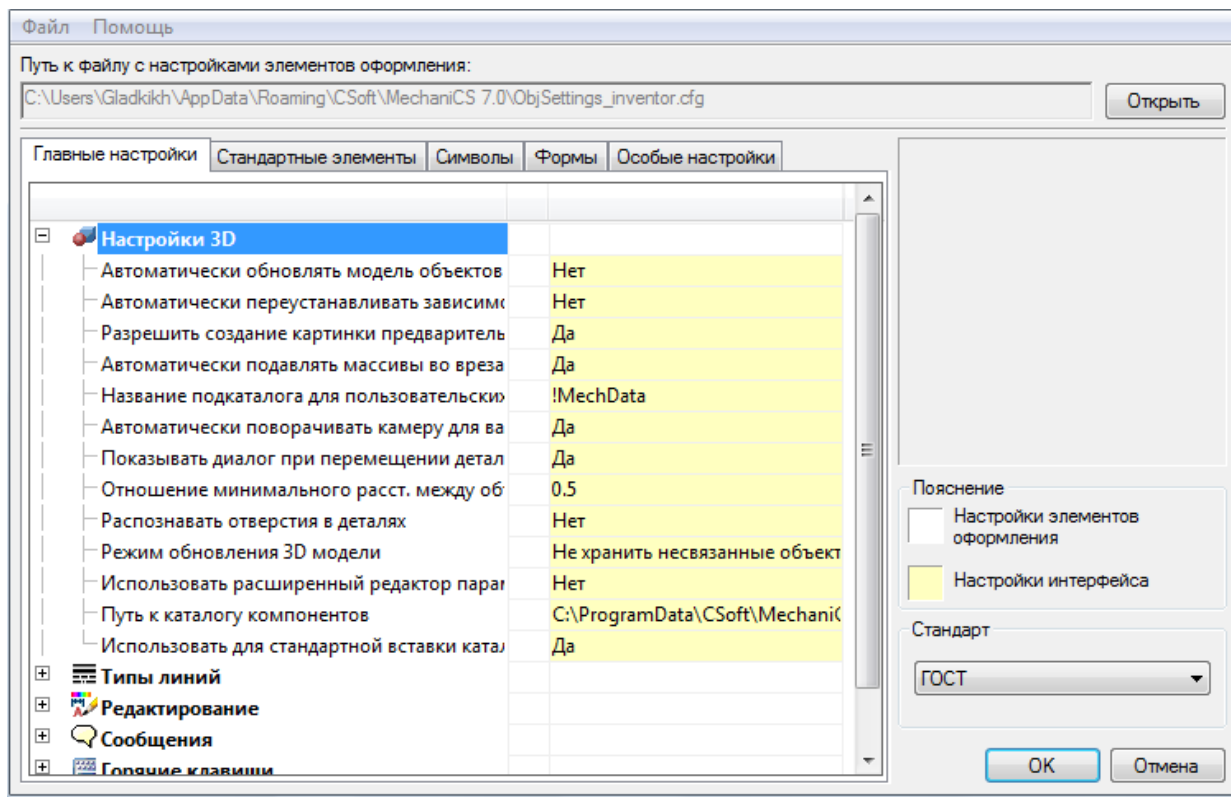 Файл Помощь
Путь к файлу с настройками элементов оформления:
C:\Users\Gladkikh\AppData\Roaming\CSoft\MechaniCS 7.0\ObjSettings_inventor.cfg Открыть
Главные настройки Стандартные элементы Символы Формы Особые настройки
Настройки 3D
Автоматически обновлять модель объектов Нет
Автоматически переустанавливать зависимо Нет
Разрешить создание картинки предваритель Да
Автоматически подавлять массивы во вреза Да
Название подкаталога для пользовательских !MechData
Автоматически поворачивать камеру для ва Да
Показывать диалог при перемещении детал Да
Отношение минимального расст. между об 0.5
Распознавать отверстия в деталях Нет
Режим обновления 3D модели Не хранить несвязанные объект
Использовать расширенный редактор парам Нет
Путь к каталогу компонентов C:\ProgramData\CSoft\MechaniC
Использовать для стандартной вставки катал Да
Типы линий
Редактирование
Сообщения
Горячие клавиши
Пояснение
Настройки элементов
оформления
Настройки интерфейса
Стандарт
ГОСТ
OK Отмена